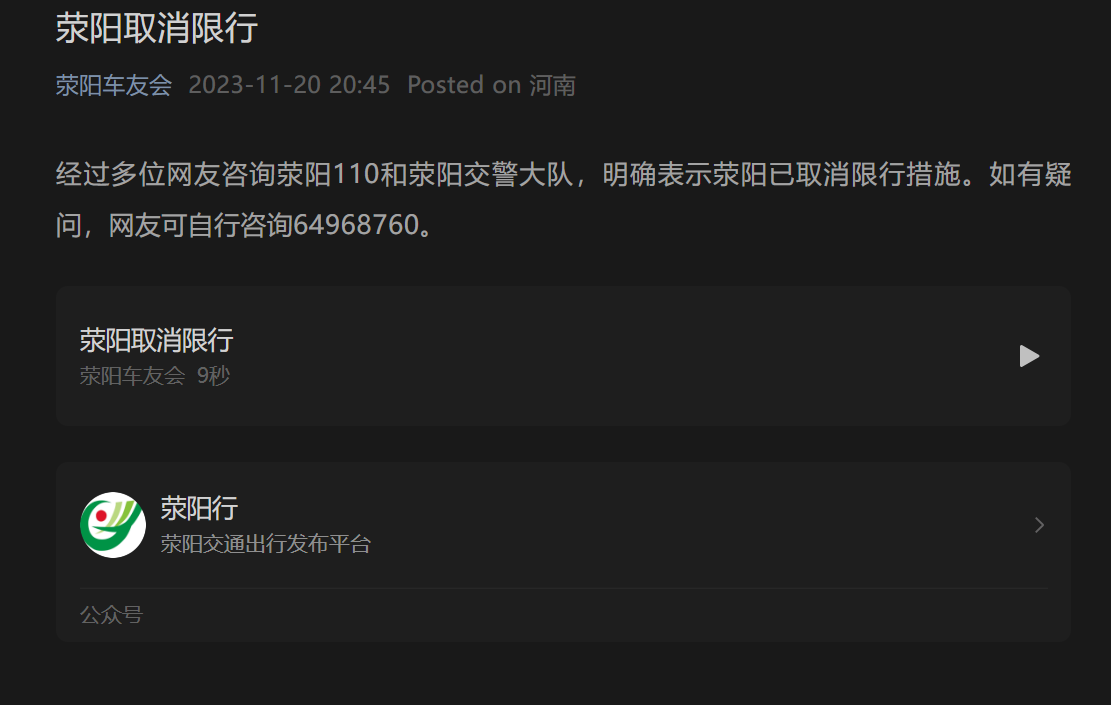 荥阳取消限行
荥阳车友会 2023-11-20 20:45 Posted on 河南
经过多位网友咨询荥阳110和荥阳交警大队，明确表示荥阳已取消限行措施。如有疑
问，网友可自行咨询64968760。
荥阳取消限行
荥阳车友会 9秒
荥阳行
荥阳交通出行发布平台
公众号